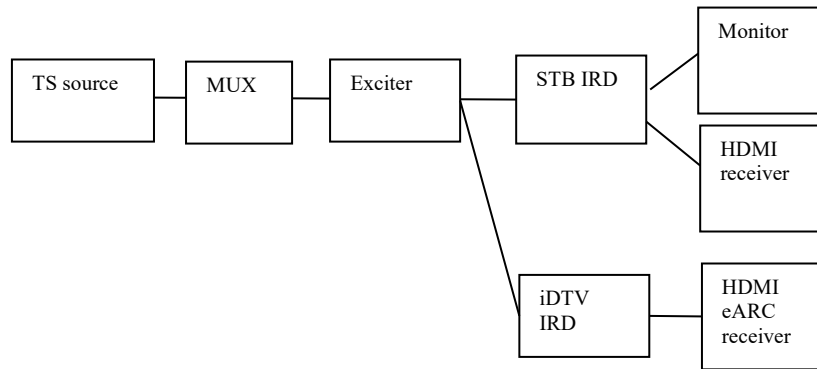 TS source
MUX
Exciter
STB IRD
Monitor
HDMI
receiver
iDTV
IRD
HDMI
eARC
receiver